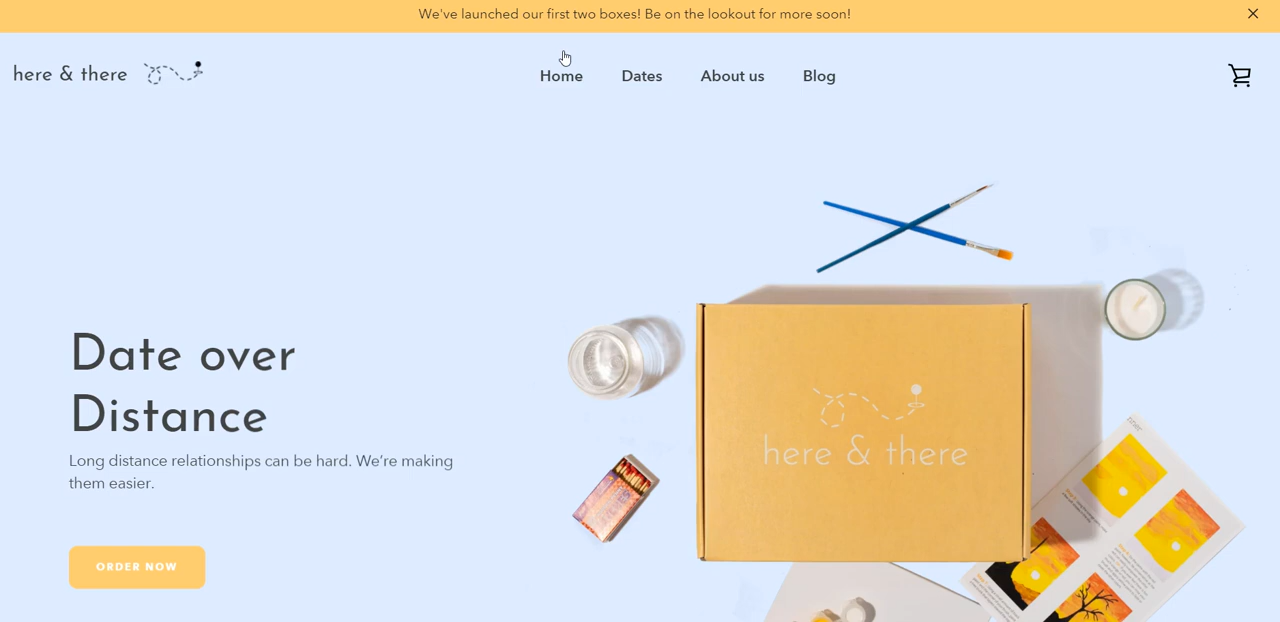 We've launched our first two boxes! Be on the lookout for more soon!
here & there
Home Dates About us Blog
Date over
Distance
Long distance relationships can be hard. We're making
them easier.
ORDER NOW
here & there